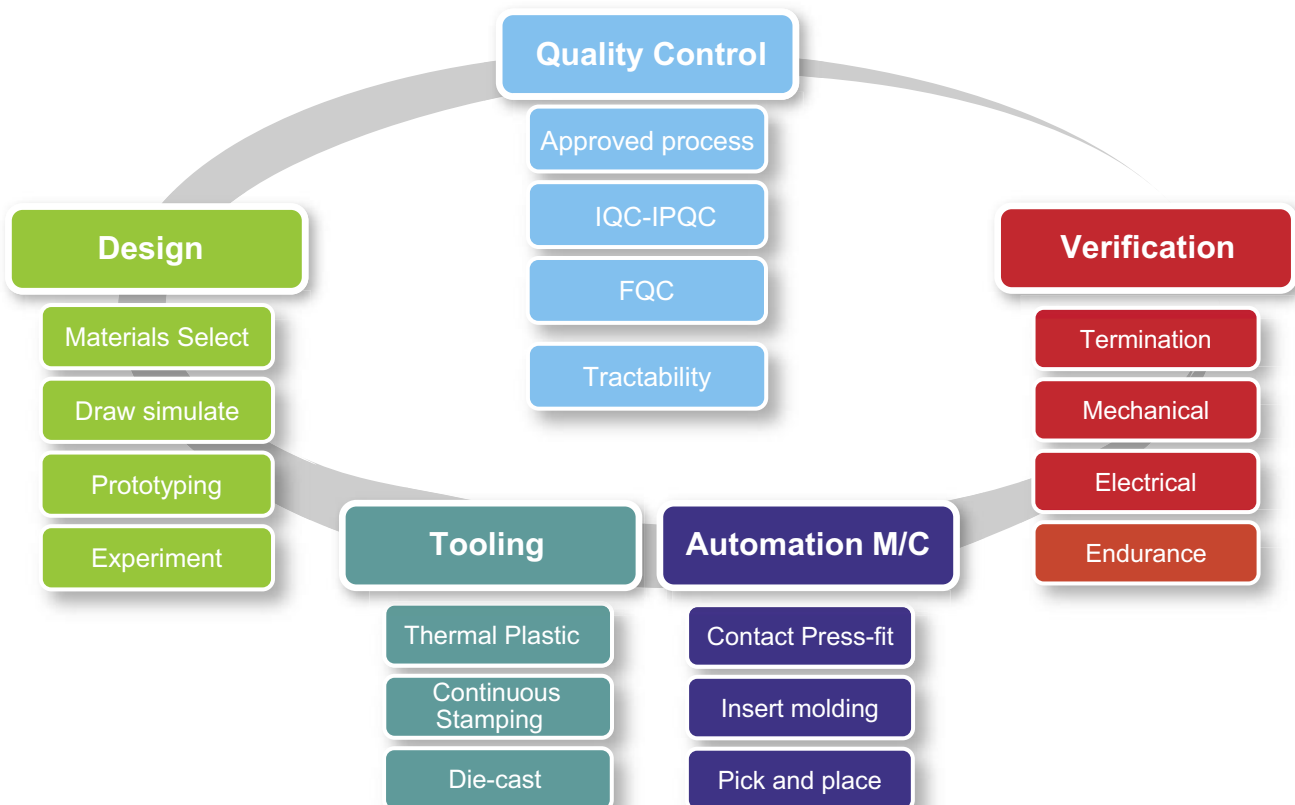 Quality Control
Approved process
IQC-IPQC
FQC
Tractability
Design
Materials Select
Draw simulate
Prototyping
Experiment
Verification
Termination
Mechanical
Electrical
Endurance
Tooling
Thermal Plastic
Continuous
Stamping
Die-cast
Automation M/C
Contact Press-fit
Insert molding
Pick and place